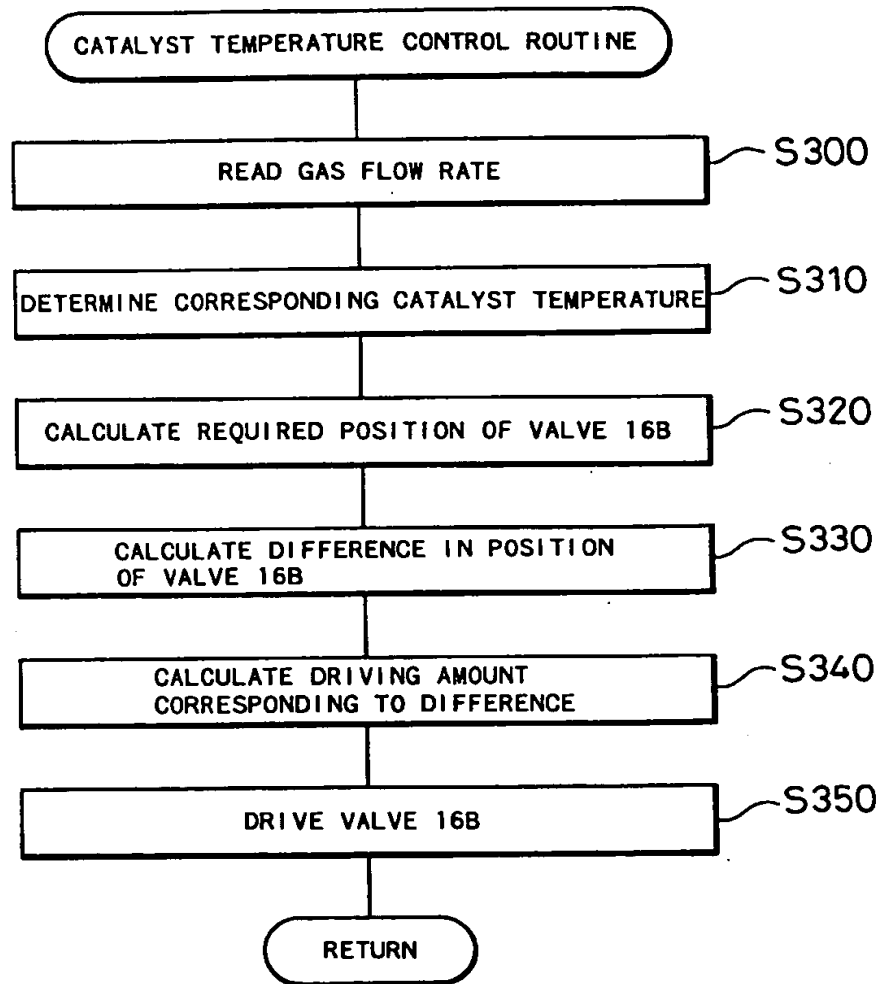 CATALYST TEMPERATURE CONTROL ROUTINE
READ GAS FLOW RATE
S300
DETERMINE CORRESPONDING CATALYST TEMPERATURE
S310
CALCULATE REQUIRED POSITION OF VALVE 16B
S320
CALCULATE DIFFERENCE IN POSITION
OF VALVE 16B
S330
CALCULATE DRIVING AMOUNT
CORRESPONDING TO DIFFERENCE
S340
DRIVE VALVE 16B
S350
RETURN